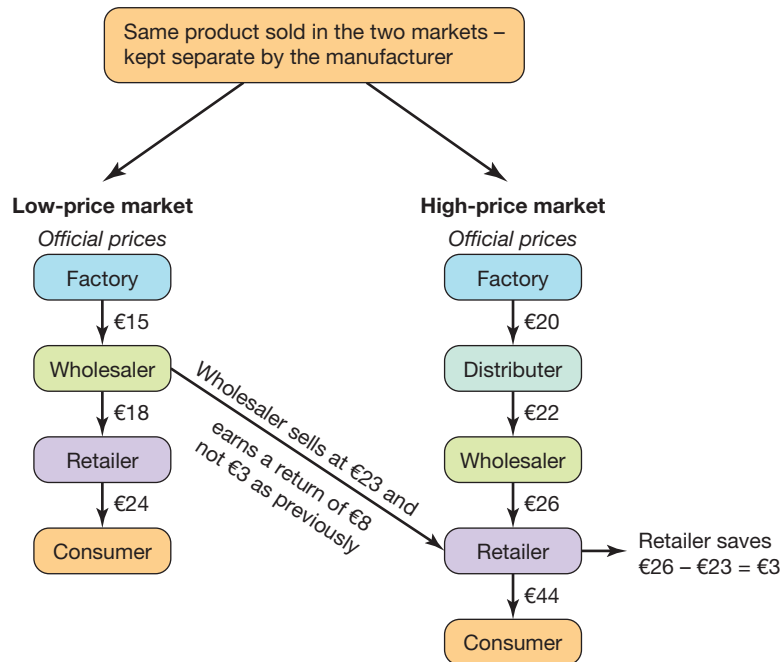 Same product sold in the two markets –
kept separate by the manufacturer
Low-price market
Official prices
Factory
€15
Wholesaler
€18
Retailer
€24
Consumer
Wholesaler sells at €23 and
earns a return of €8
not €3 as previously
High-price market
Official prices
Factory
€20
Distributer
€22
Wholesaler
€26
Retailer
€44
Consumer
Retailer saves
€26 – €23 = €3